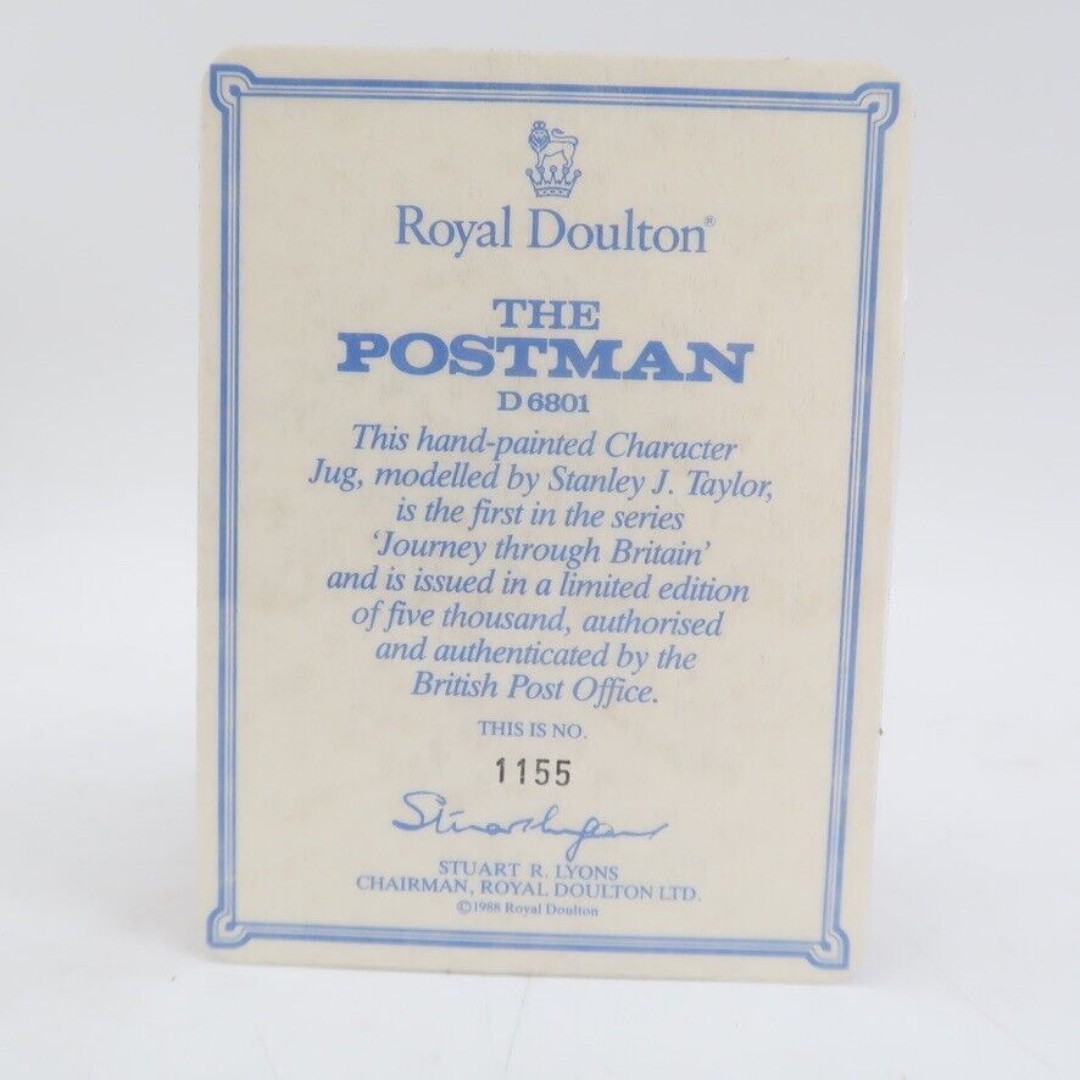 Royal Doulton®
THE
POSTMAN
D 6801
This hand-painted Character
Jug, modelled by Stanley J. Taylor,
is the first in the series
‘Journey through Britain’
and is issued in a limited edition
of five thousand, authorised
and authenticated by the
British Post Office.
THIS IS NO.
1155
Stuart Lyons
STUART R. LYONS
CHAIRMAN, ROYAL DOULTON LTD.
©1988 Royal Doulton